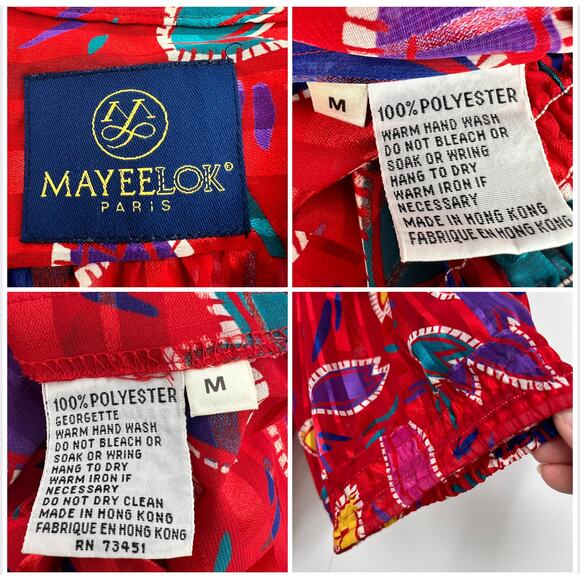 MAYEELOK®
PARIS
M
100% POLYESTER
WARM HAND WASH
DO NOT BLEACH OR
SOAK OR WRING
HANG TO DRY
WARM IRON IF
NECESSARY
MADE IN HONG KONG
FABRIQUE EN HONG KONG
M
100% POLYESTER
GEORGETTE
WARM HAND WASH
DO NOT BLEACH OR
SOAK OR WRING
HANG TO DRY
WARM IRON IF
NECESSARY
DO NOT DRY CLEAN
MADE IN HONG KONG
FABRIQUE EN HONG KONG
RN 73451